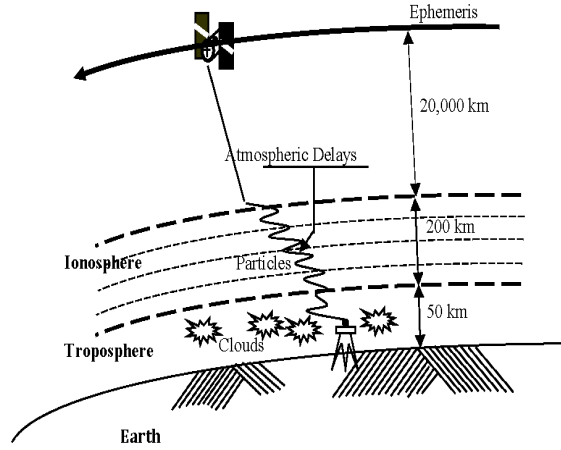 Ephemeris
20,000 km
Atmospheric Delays
200 km
Ionosphere
Particles
50 km
Troposphere
Clouds
Earth